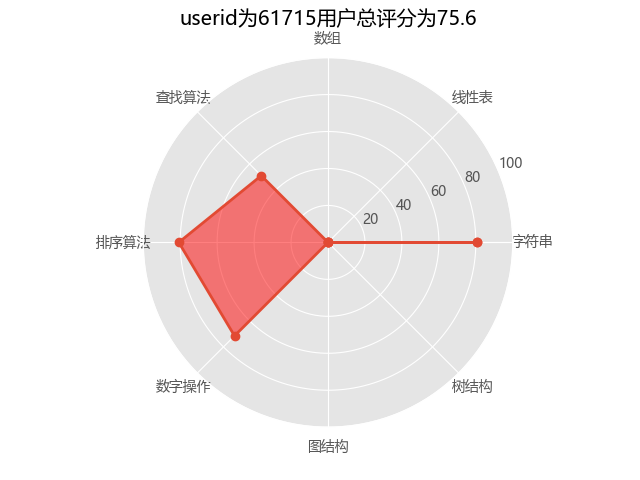 userid为61715用户总评分为75.6
数组
查找算法
线性表
100
80
60
40
20
排序算法
字符串
数字操作
树结构
图结构